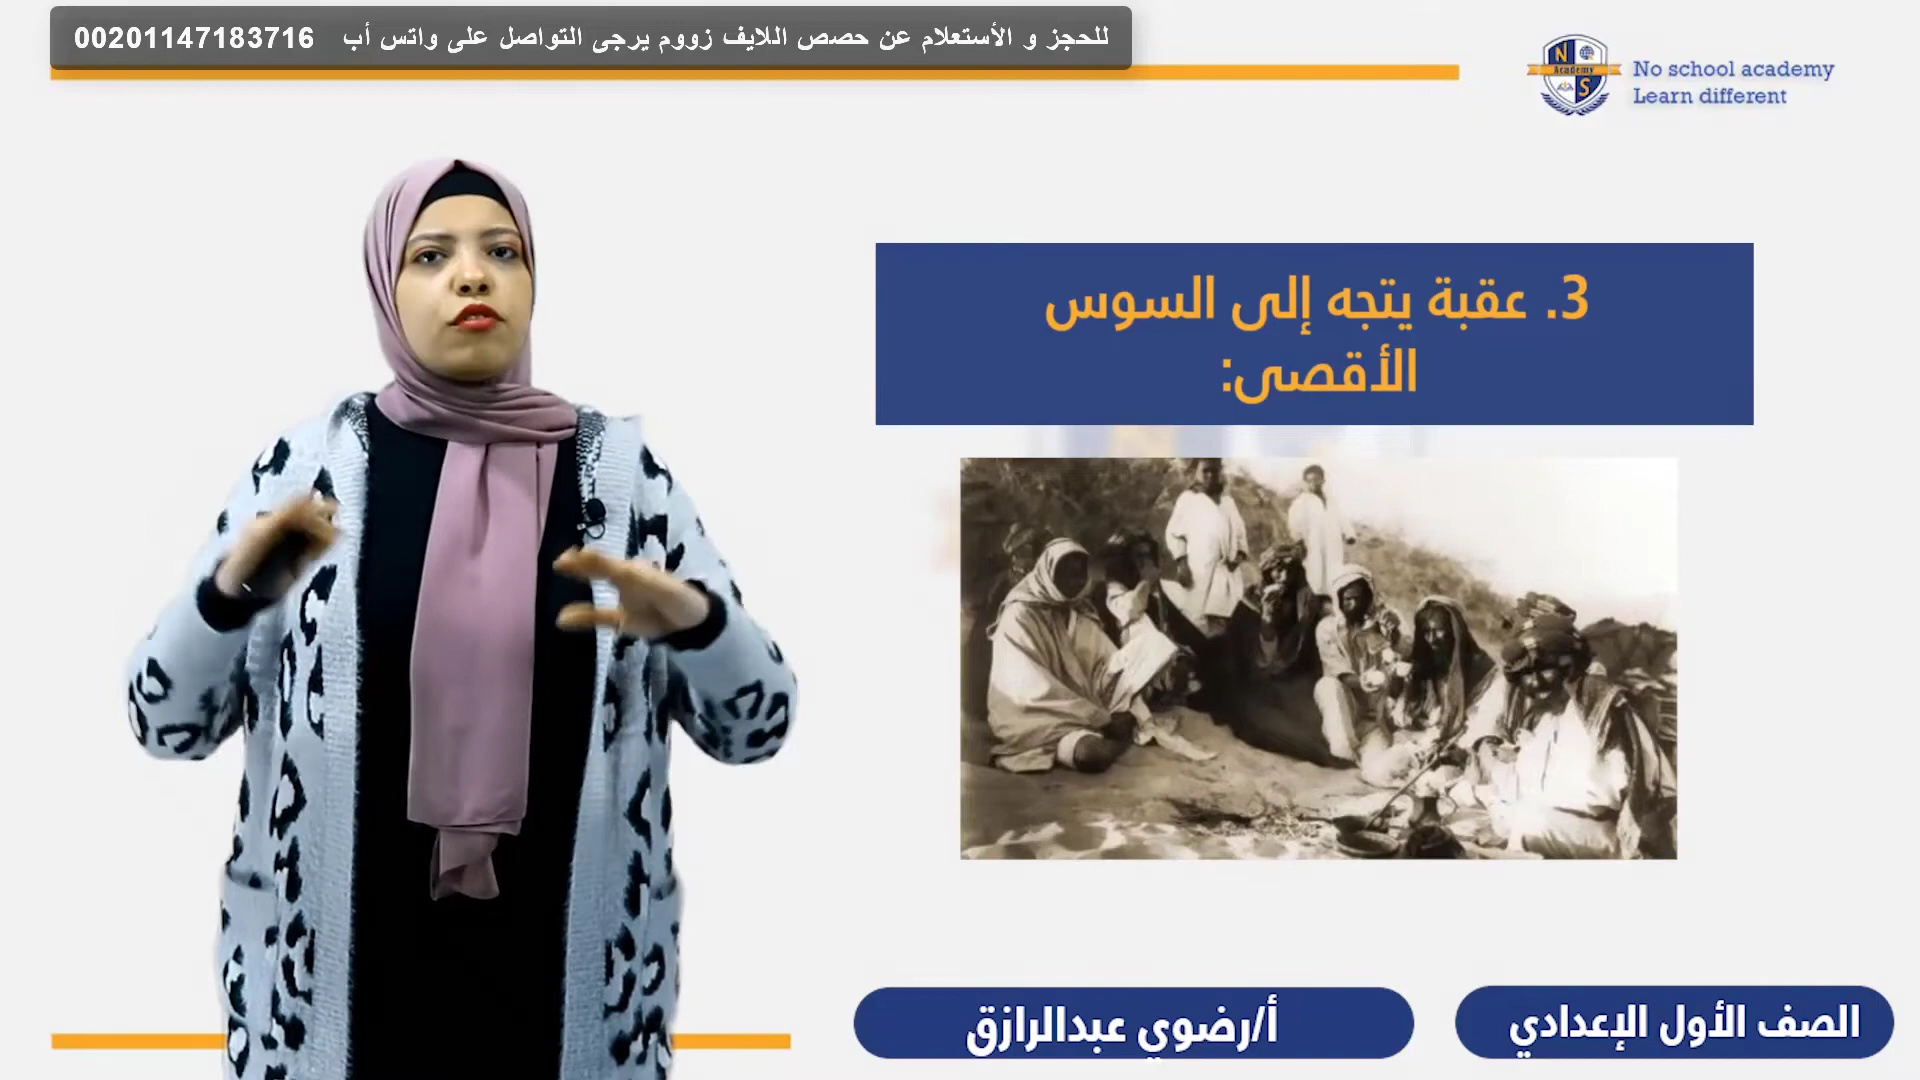 للحجز و الأستعلام عن حصص اللايف زووم يرجى التواصل على واتس أب 00201147183716
N
Academy
S
No school academy
Learn different
3. عقبة يتجه إلى السوس
الأقصى:
أ/رضوي عبدالرازق
الصف الأول الإعدادي